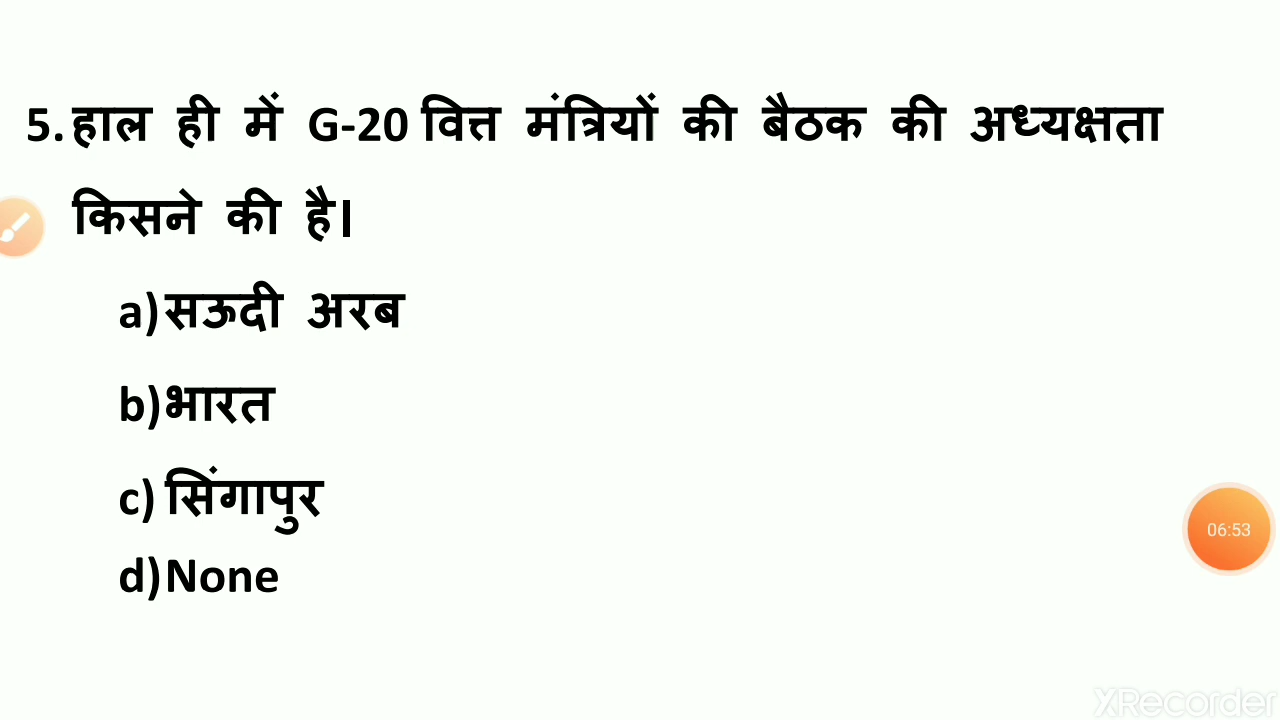 5. हाल ही में G-20 वित्त मंत्रियों की बैठक की अध्यक्षता
किसने की है।
a) सऊदी अरब
b) भारत
c) सिंगापुर
06:53
d) None
XRecorder